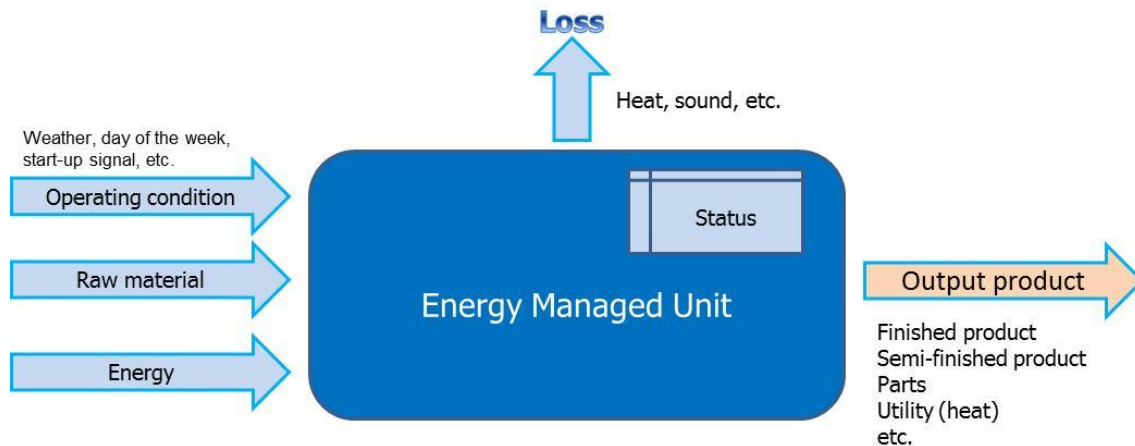 Loss
Heat, sound, etc.
Weather, day of the week,
start-up signal, etc.
Operating condition
Raw material
Energy
Status
Energy Managed Unit
Output product
Finished product
Semi-finished product
Parts
Utility (heat)
etc.